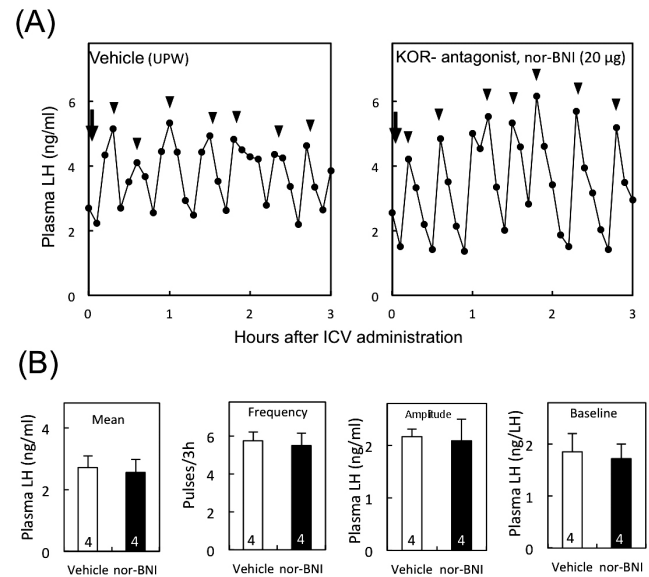 (A)
Vehicle (UPW)
KOR- antagonist, nor-BNI (20 µg)
Plasma LH (ng/ml)
6
4
2
0
0 1 2 3
0 1 2 3
Hours after ICV administration
(B)
Mean
Frequency
Amplitude
Baseline
Plasma LH (ng/ml)
4
2
0
4 4
Vehicle nor-BNI
Pulses/3h
6
4
2
0
4 4
Vehicle nor-BNI
Plasma LH (ng/ml)
2
1
0
4 4
Vehicle nor-BNI
Plasma LH (ng/LH)
2
1
0
4 4
Vehicle nor-BNI